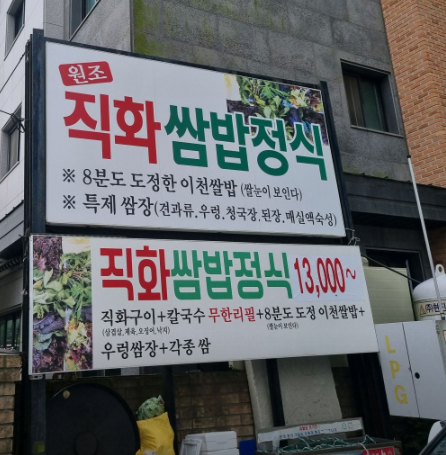 원조
직화쌈밥정식
※ 8분도 도정한 이천쌀밥 (쌀눈이 보인다)
※ 특제 쌈장(견과류.우렁.청국장.된장.매실액숙성)
직화쌈밥정식 13,000~
직화구이+칼국수 무한리필+8분도 도정 이천쌀밥+
(삼겹살,제육,오징어,낙지) (쌀눈이 보인다)
우렁쌈장+각종 쌈
LPG